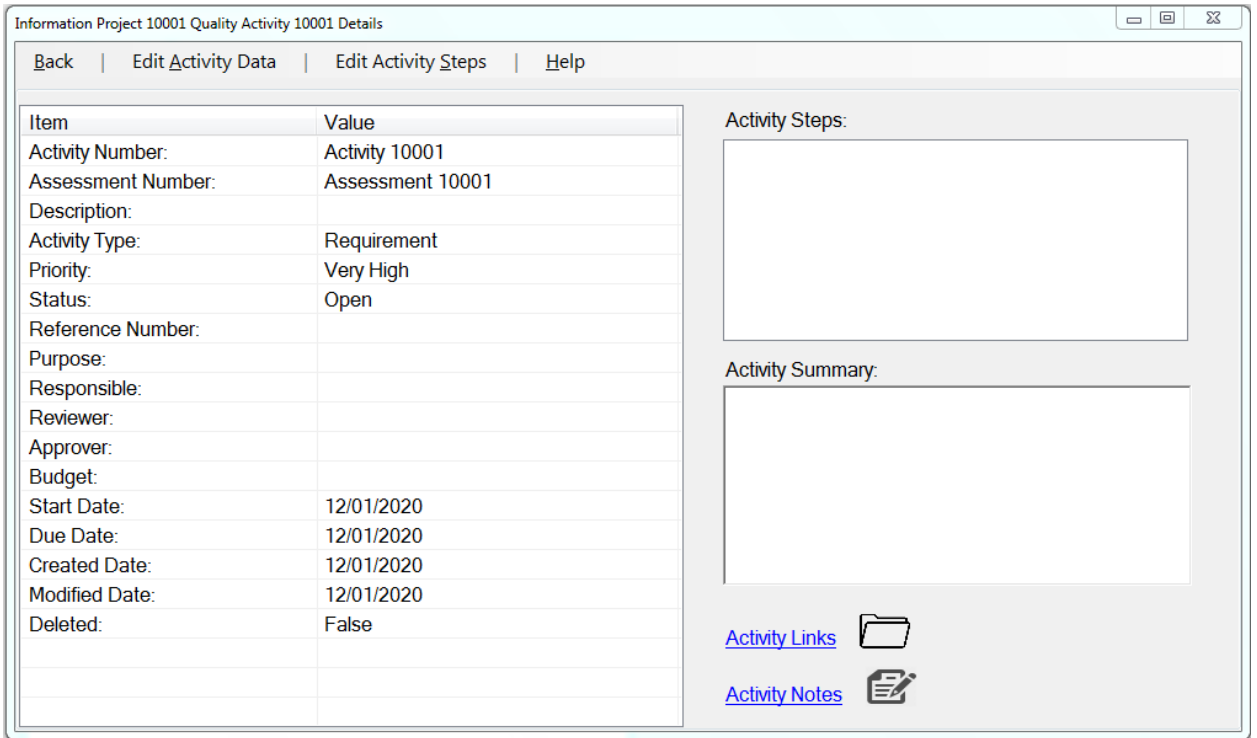 Information Project 10001 Quality Activity 10001 Details
Back | Edit Activity Data | Edit Activity Steps | Help
Item Value
Activity Number: Activity 10001
Assessment Number: Assessment 10001
Description:
Activity Type: Requirement
Priority: Very High
Status: Open
Reference Number:
Purpose:
Responsible:
Reviewer:
Approver:
Budget:
Start Date: 12/01/2020
Due Date: 12/01/2020
Created Date: 12/01/2020
Modified Date: 12/01/2020
Deleted: False
Activity Steps:
Activity Summary:
Activity Links
Activity Notes